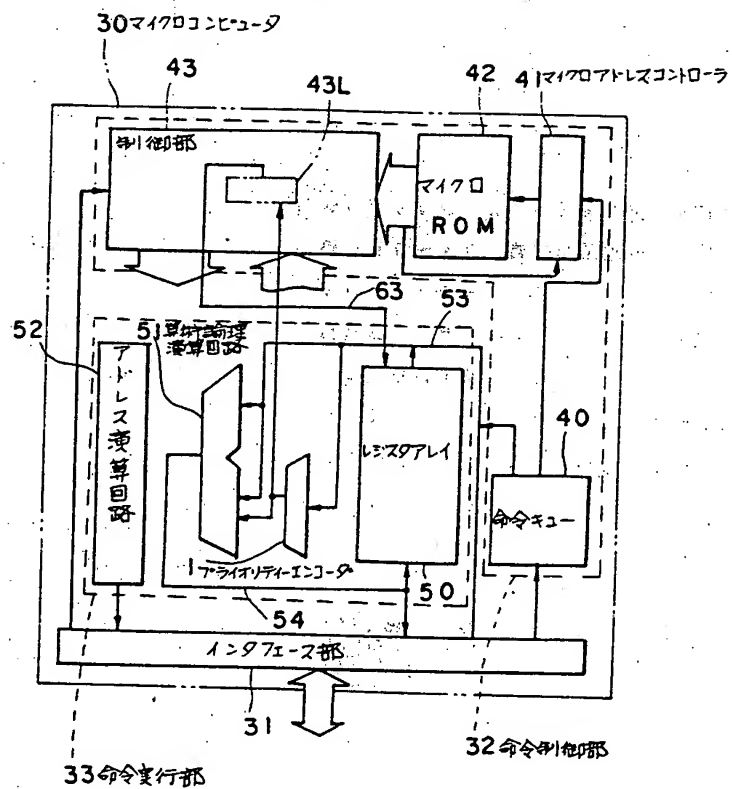 30マイクロコンピュータ
43
43L
42
41マイクロアドレスコントローラ
制御部
マイクロ
ROM
63
53
52
51算術論理
演算回路
アドレス演算回路
レジスタアレイ
40
命令キュー
1
プライオリティーエンコーダ
50
54
インタフェース部
31
32命令制御部
33命令実行部